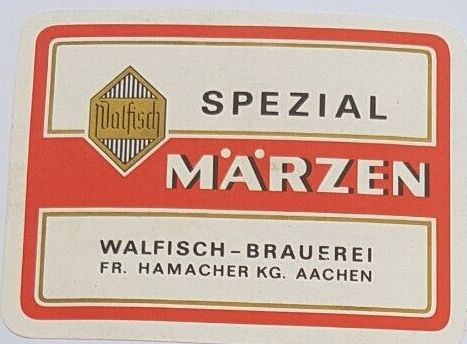 Walfisch
SPEZIAL
MÄRZEN
WALFISCH-BRAUEREI
FR. HAMACHER KG. AACHEN